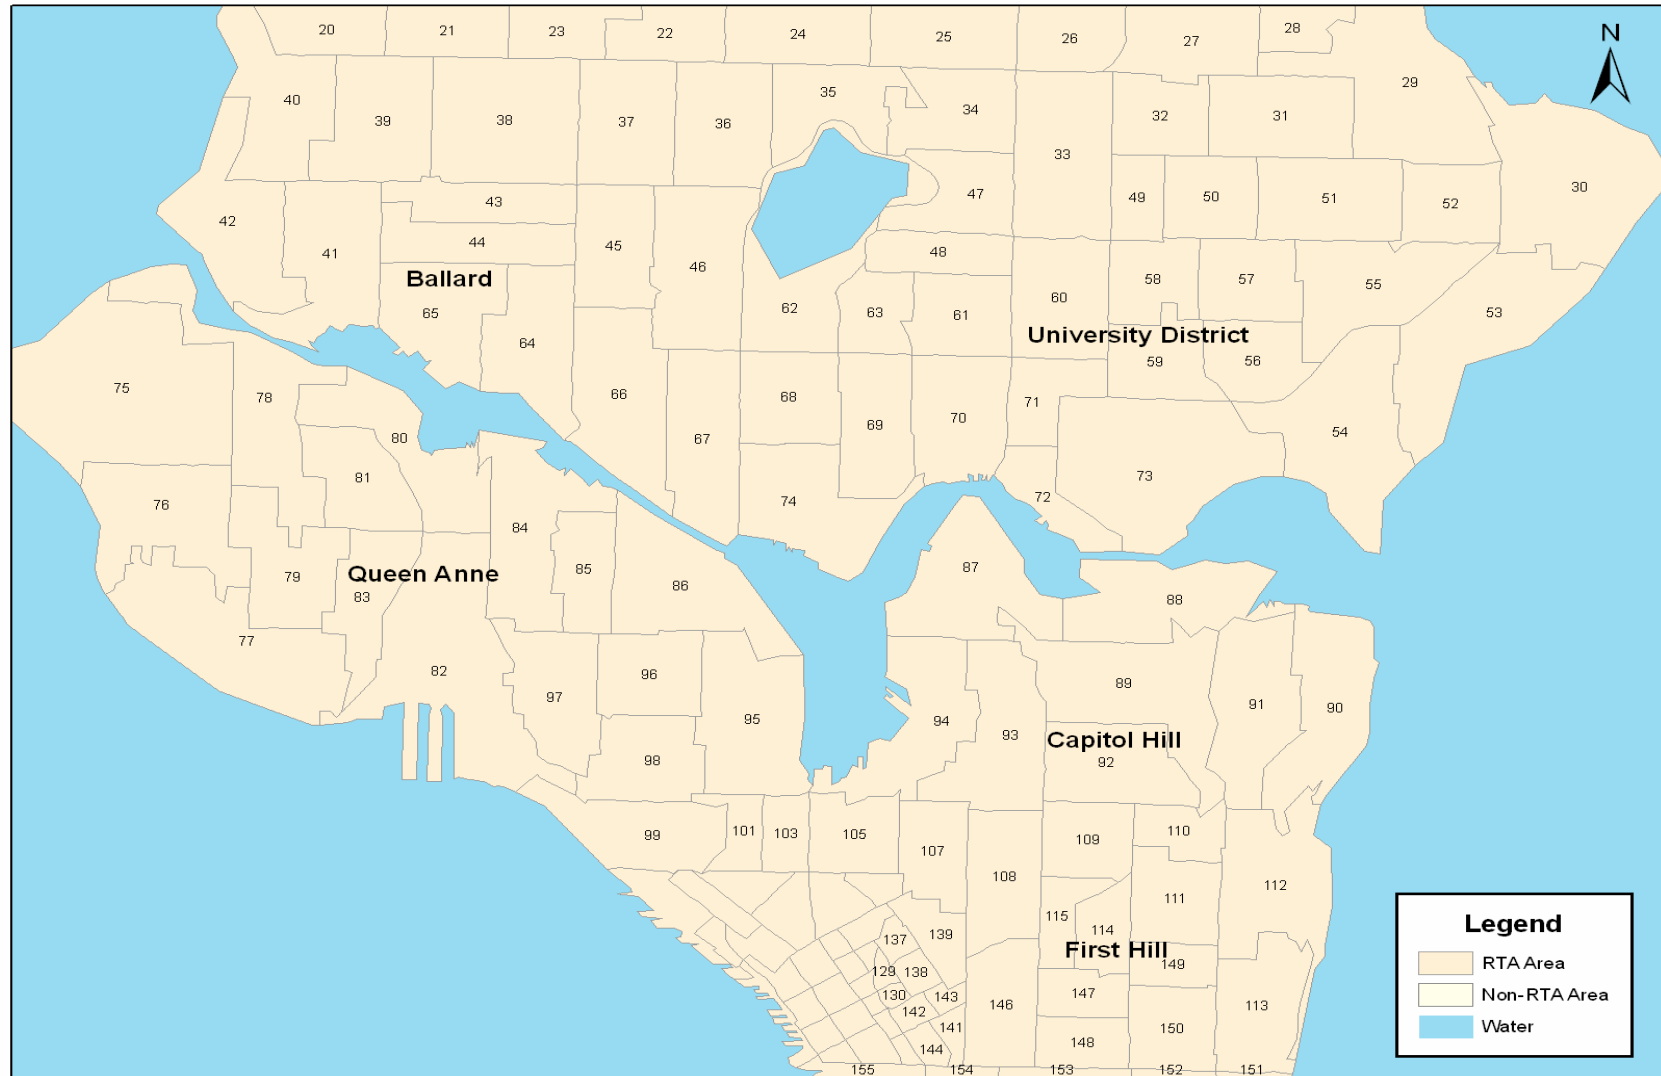 20 21 23 22 24 25 26 27 28
N
29
40 39 38 37 36 35 34 32 31
33
30
42 41 43 44 45 46 47 48 49 50 51 52
Ballard
65 64 62 63 61 60 58 57 55 53
University District
59 56
75 78 66 68 67 69 70 71 54
80 81 76 84 74 72 73
Queen Anne
79 83 85 86 87 88
77 82 97 96 95 94 93 89 91 90
Capitol Hill
98 92
99 101 103 105 107 108 109 110
111 112
115 114
First Hill
137 139 149
129 138
130 143 146 147 113
142 141 150
144 148
155 154 153 152 151
Legend
RTA Area
Non-RTA Area
Water